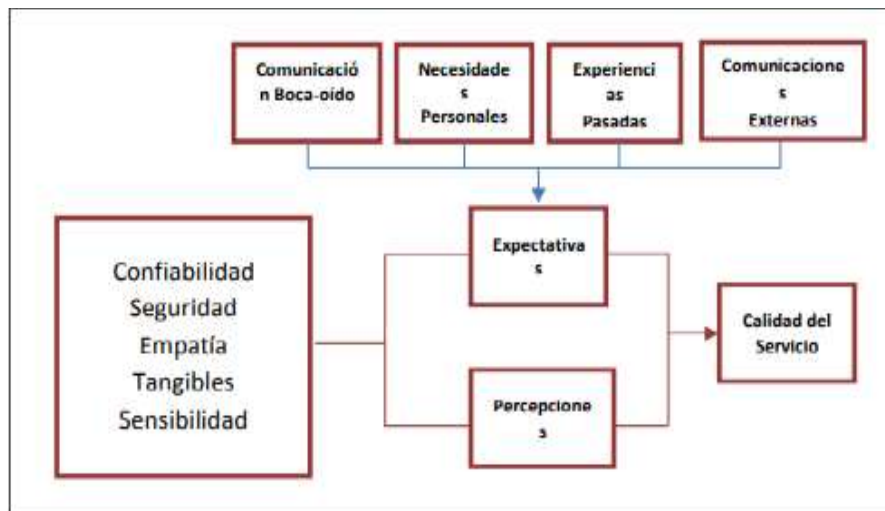 Comunicació
n Boca-oído
Necesidade
s
Personales
Experienci
as
Pasadas
Comunicacione
s
Externas
Confiabilidad
Seguridad
Empatía
Tangibles
Sensibilidad
Expectativa
s
Percepcione
s
Calidad del
Servicio